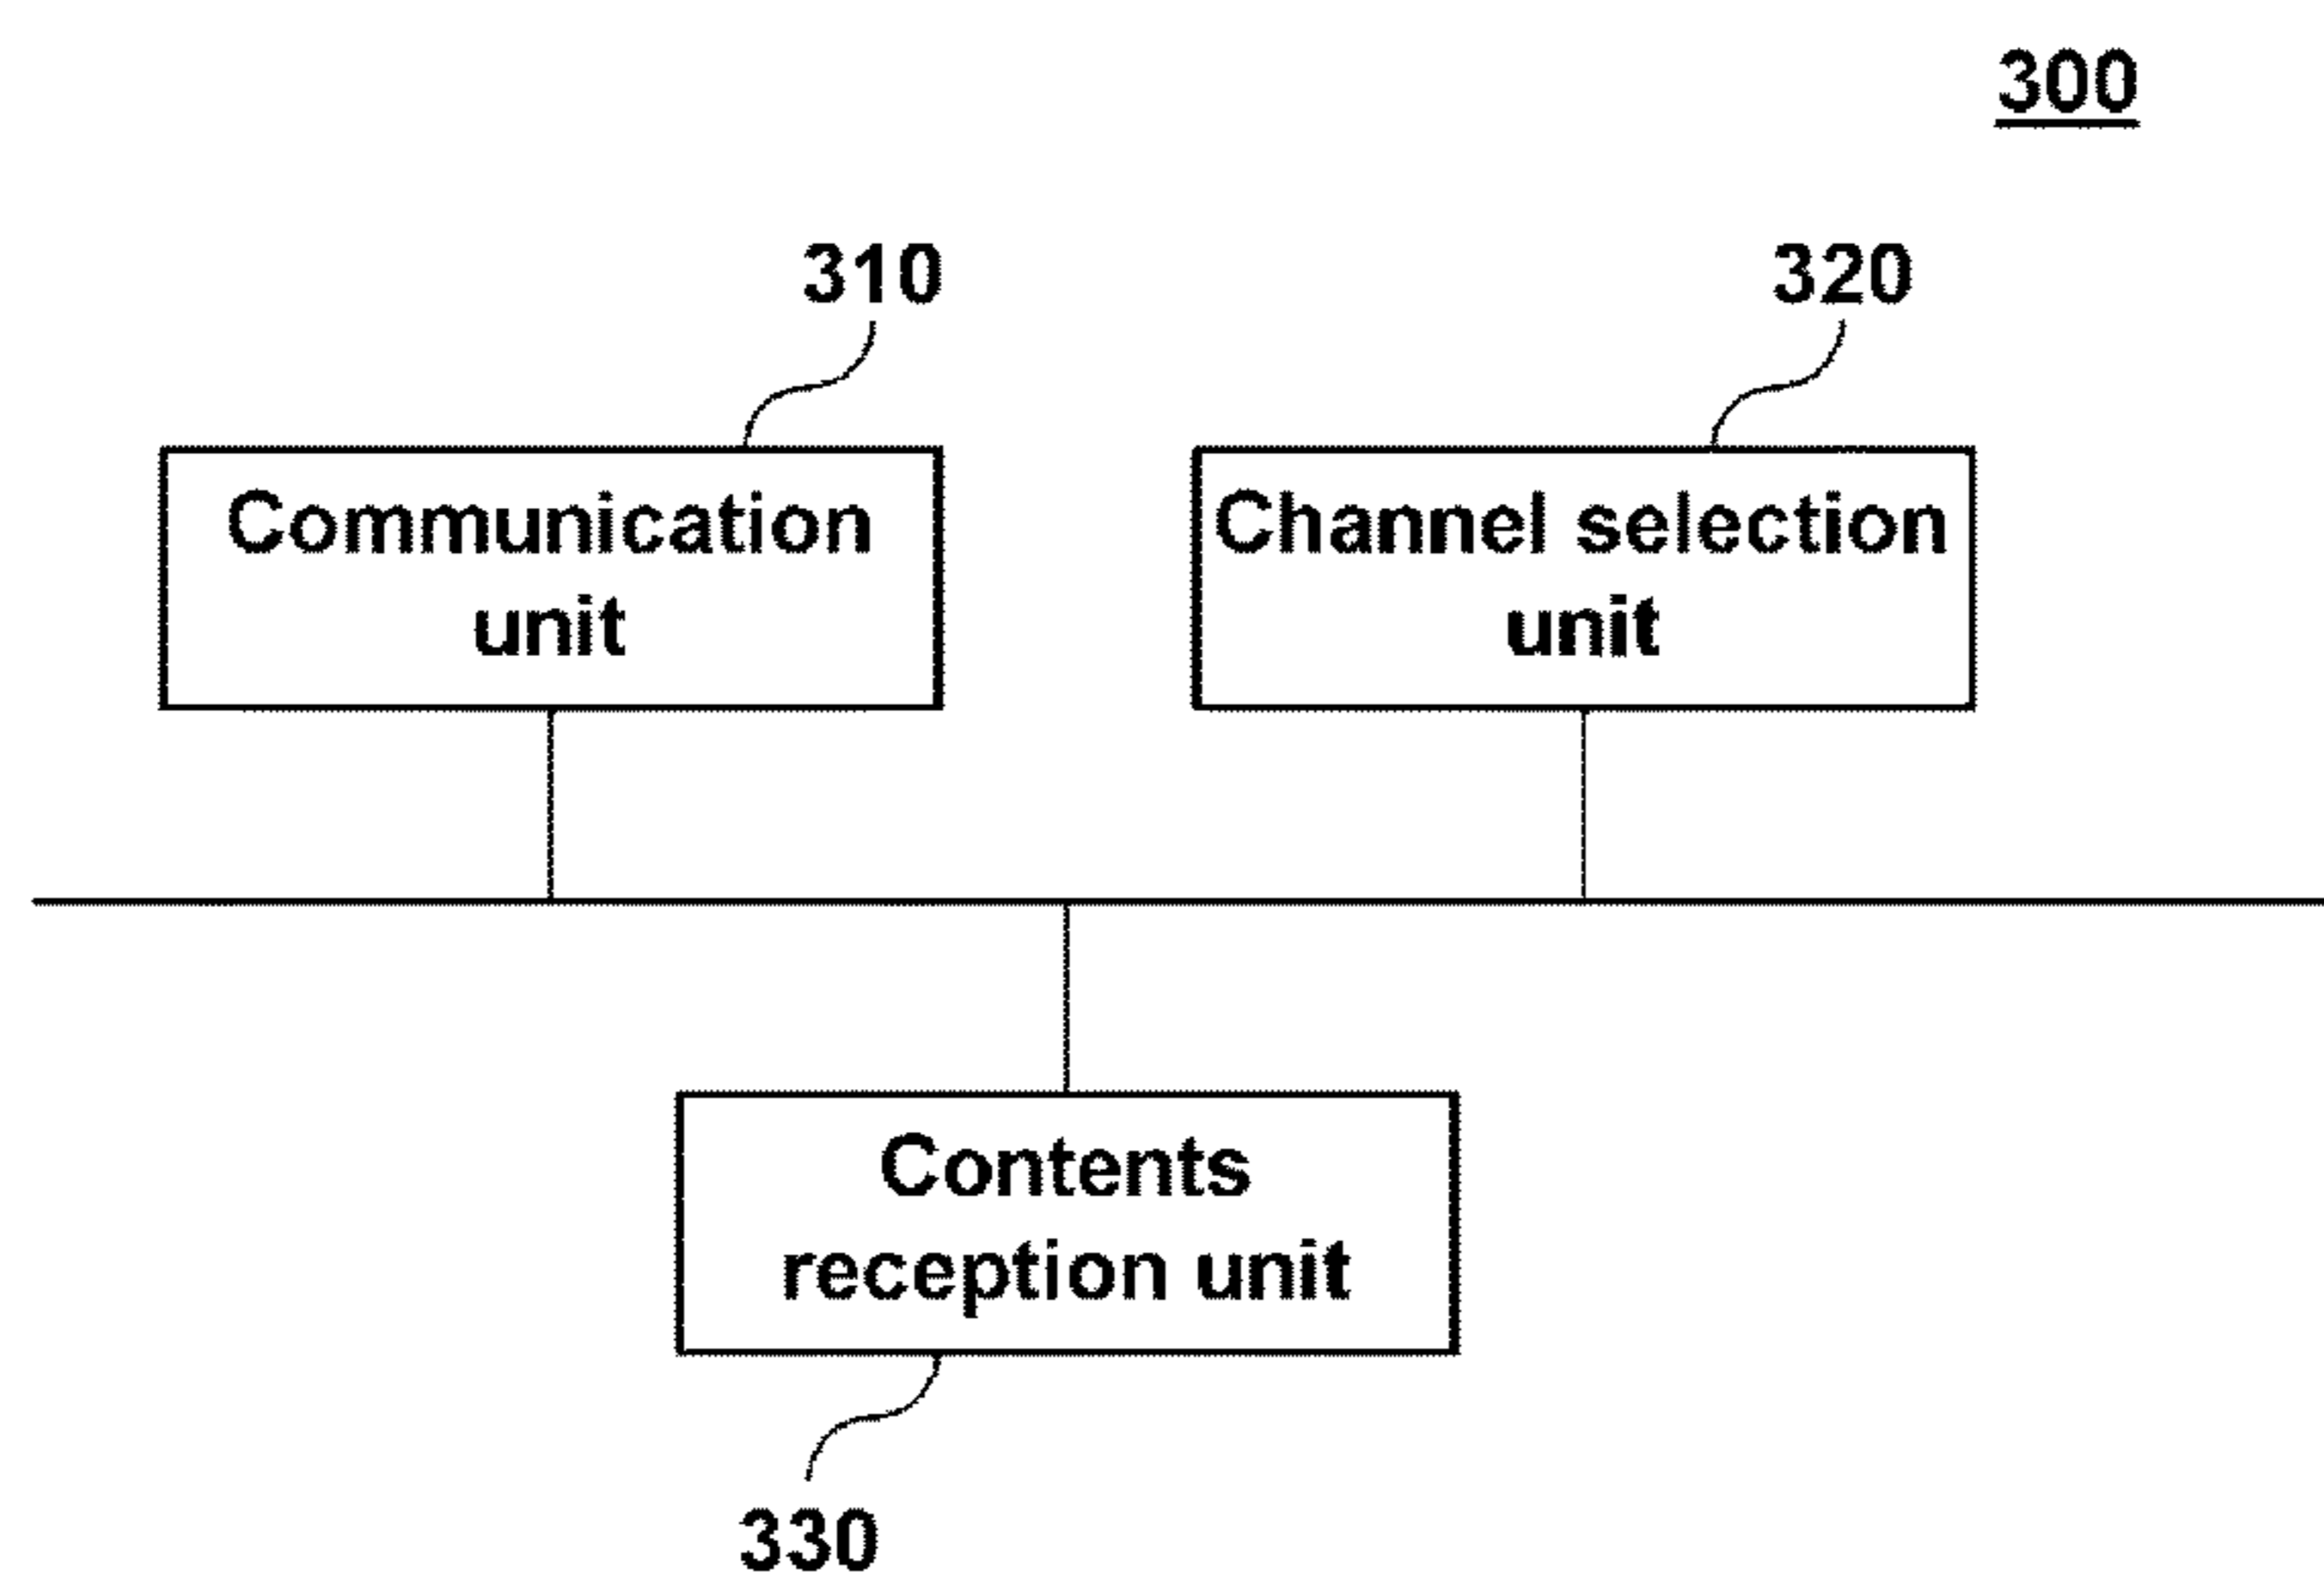 300
310
320
Communication
unit
Channel selection
unit
Contents
reception unit
330